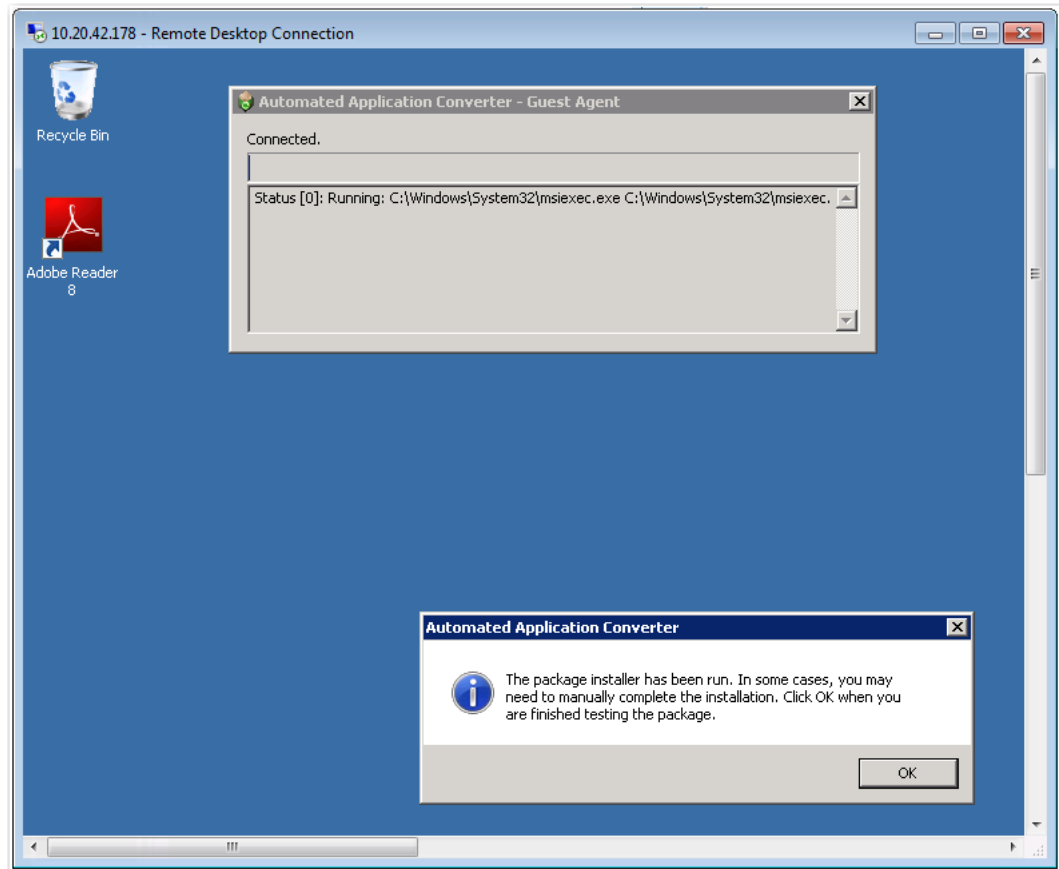 10.20.42.178 - Remote Desktop Connection
Recycle Bin
Automated Application Converter - Guest Agent
Connected.
Status [0]: Running: C:\Windows\System32\msiexec.exe C:\Windows\System32\msiexec.
Adobe Reader
8
Automated Application Converter
The package installer has been run. In some cases, you may
need to manually complete the installation. Click OK when you
are finished testing the package.
OK